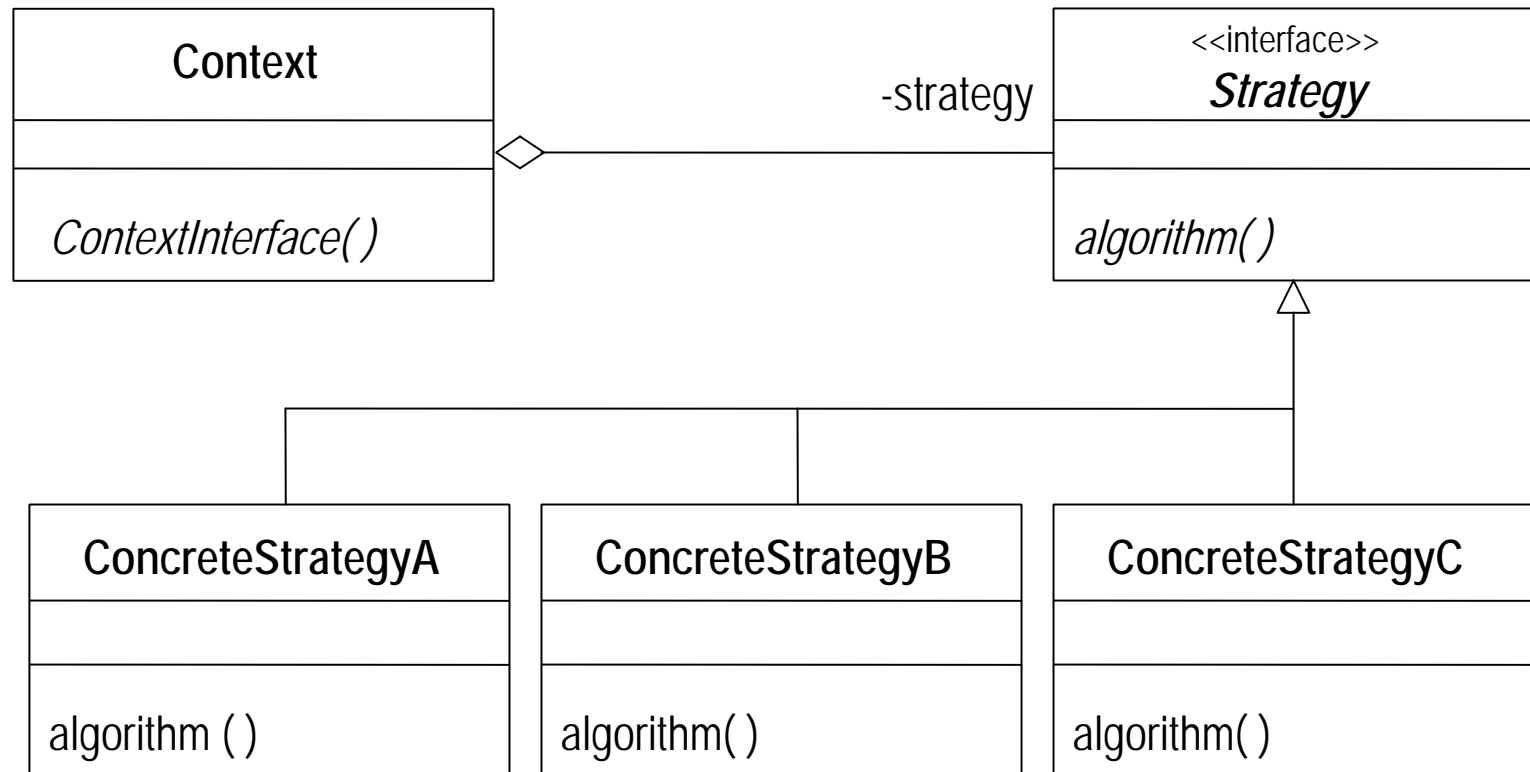 Context
ContextInterface( )
-strategy
<<interface>>
Strategy
algorithm( )
ConcreteStrategyA
algorithm ( )
ConcreteStrategyB
algorithm( )
ConcreteStrategyC
algorithm( )